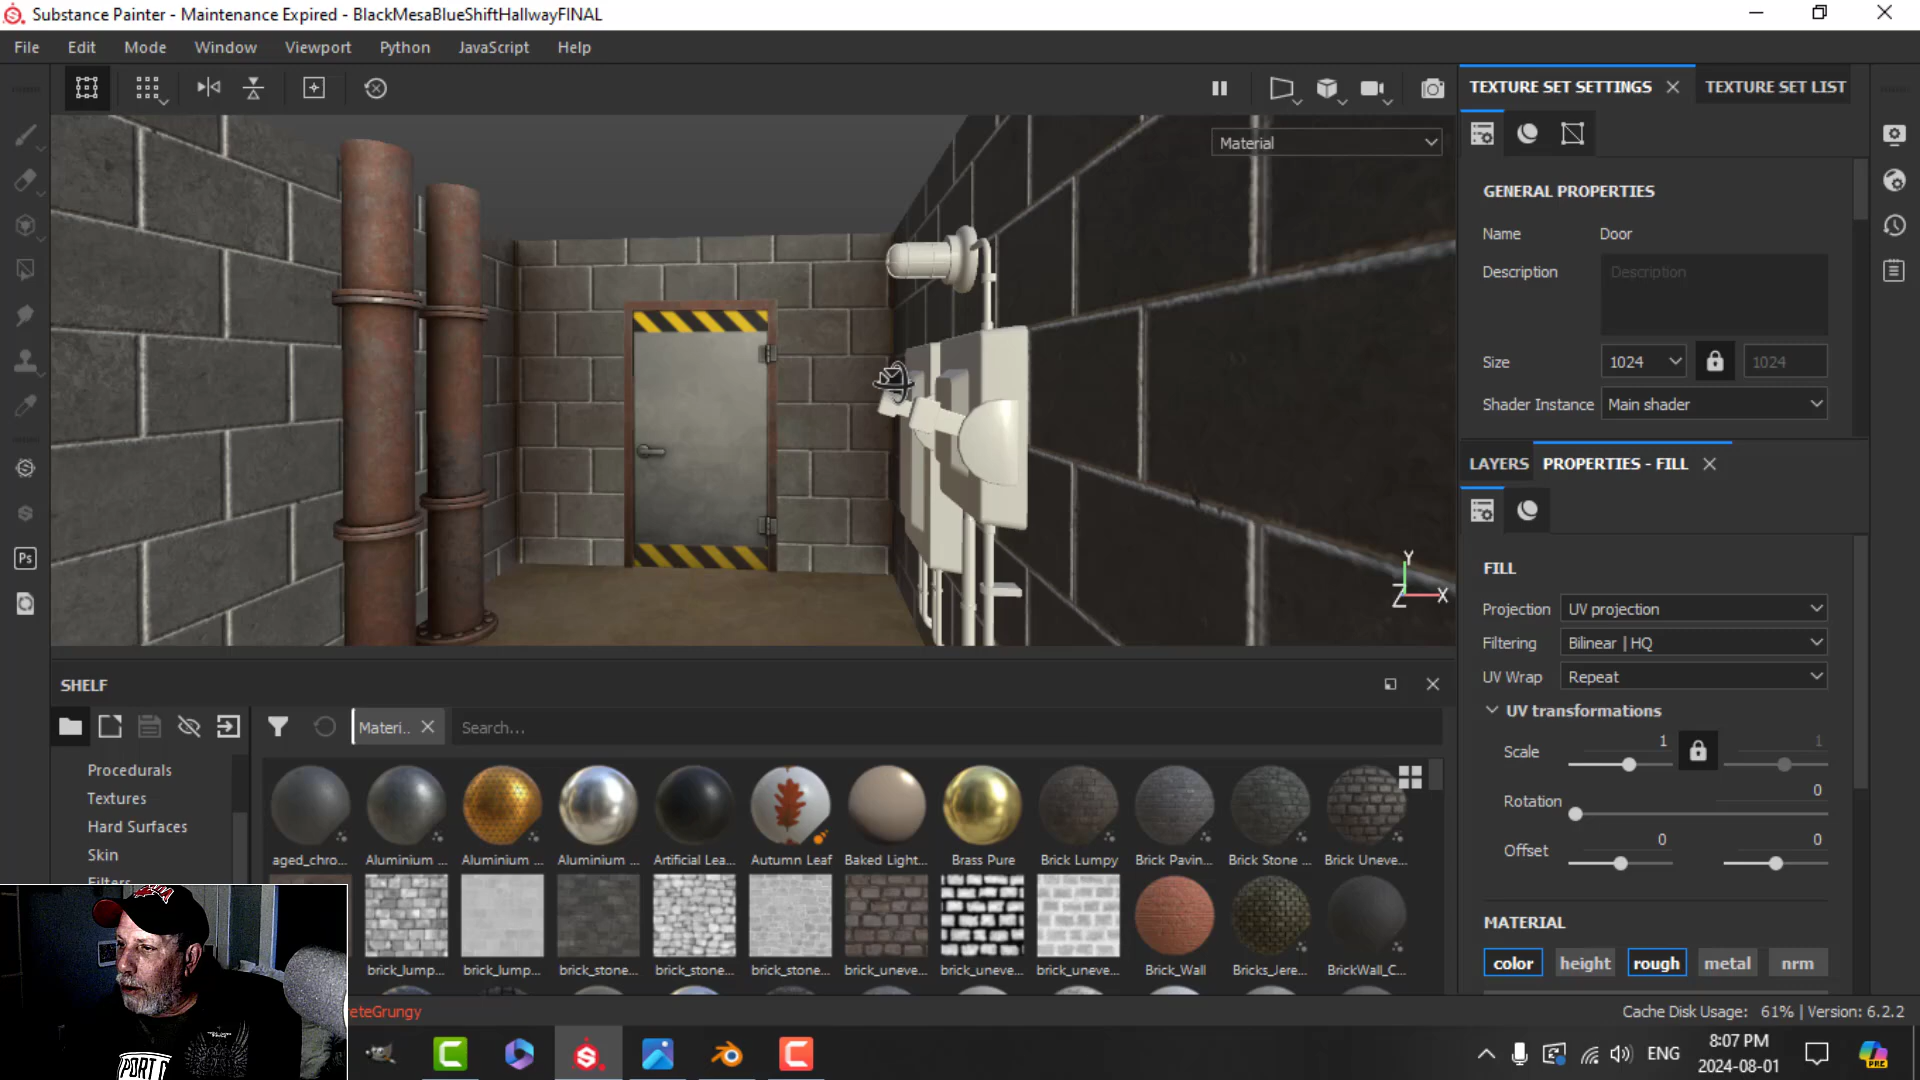 Substance Painter - Maintenance Expired - BlackMesaBlueShiftHallwayFINAL
File Edit Mode Window Viewport Python JavaScript Help
TEXTURE SET SETTINGS TEXTURE SET LIST
Material
GENERAL PROPERTIES
Name Door
Description Description
Size 1024 1024
Shader Instance Main shader
LAYERS PROPERTIES - FILL
FILL
Projection UV projection
Filtering Bilinear | HQ
UV Wrap Repeat
UV transformations
Scale 1 1
Rotation 0
Offset 0 0
MATERIAL
color height rough metal nrm
Y
Z X
Ps
SHELF
Materi.. Search...
Procedurals
Textures
Hard Surfaces
Skin
Filters
aged_chro... Aluminium ... Aluminium ... Aluminium ... Artificial Lea... Autumn Leaf Baked Light... Brass Pure Brick Lumpy Brick Pavin... Brick Stone ... Brick Uneve...
brick_lump... brick_lump... brick_stone... brick_stone... brick_stone... brick_uneve... brick_uneve... brick_uneve... Brick_Wall Bricks_Jere... BrickWall_C...
eteGrungy
Cache Disk Usage: 61% | Version: 6.2.2
ENG
8:07 PM
2024-08-01
PRE